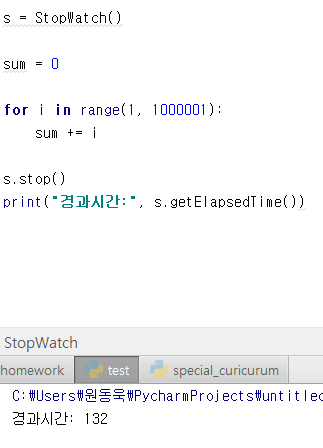 s = StopWatch()
sum = 0
for i in range(1, 1000001):
sum += i
s.stop()
print("경과시간:", s.getElapsedTime())
StopWatch
homework test special_curicurum
C:\Users\원동욱\PycharmProjects\untitled
경과시간: 132